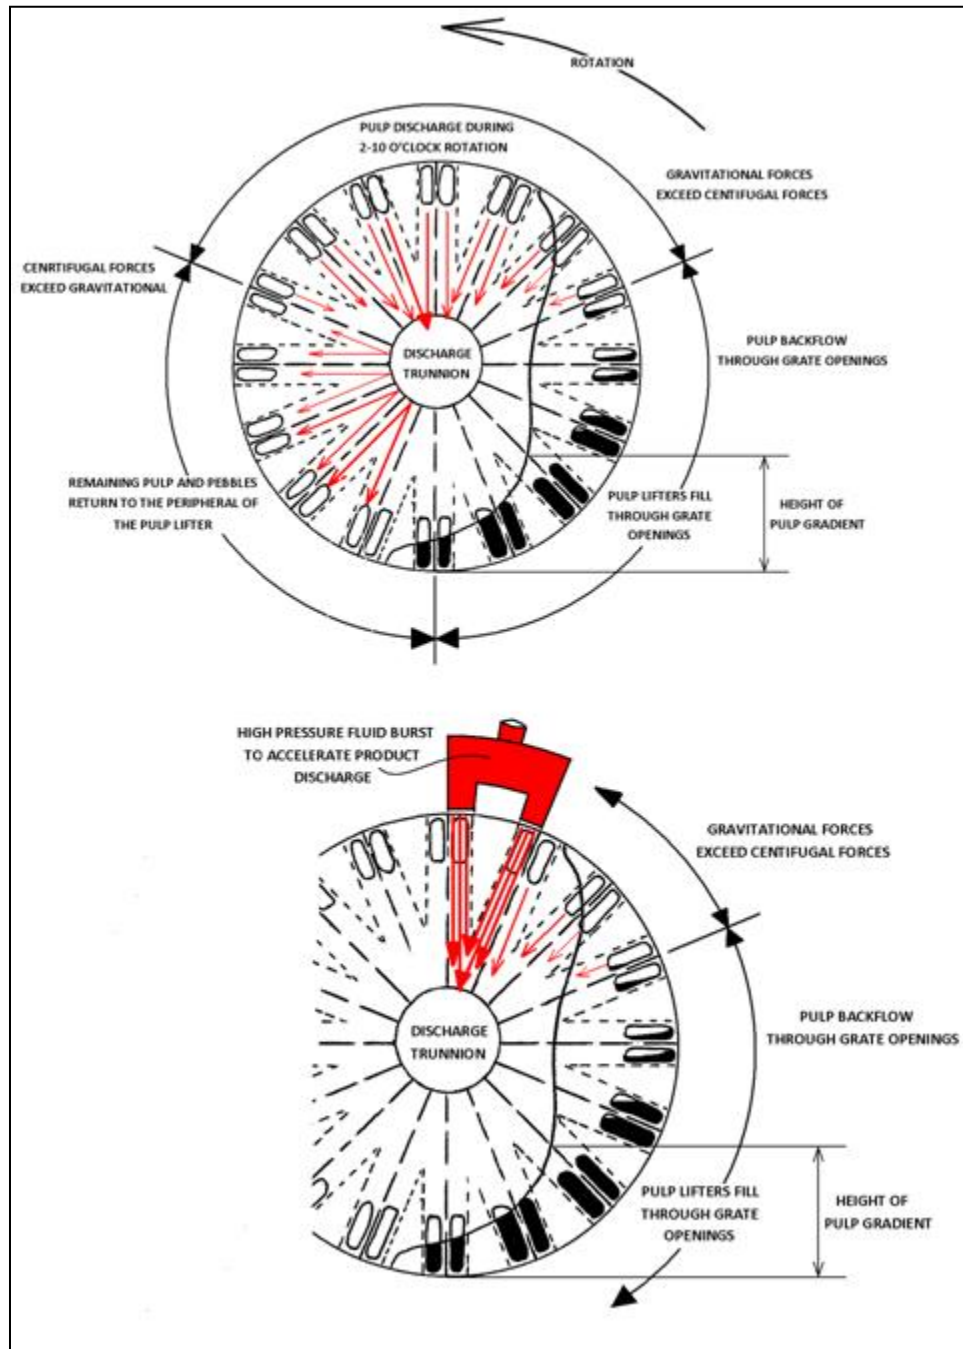 ROTATION
PULP DISCHARGE DURING
2-10 O'CLOCK ROTATION
GRAVITATIONAL FORCES
EXCEED CENTIFUGAL FORCES
CENRTIFUGAL FORCES
EXCEED GRAVITATIONAL
DISCHARGE
TRUNNION
PULP BACKFLOW
THROUGH GRATE OPENINGS
REMAINING PULP AND PEBBLES
RETURN TO THE PERIPHERAL OF
THE PULP LIFTER
PULP LIFTERS FILL
THROUGH GRATE
OPENINGS
HEIGHT OF
PULP GRADIENT
HIGH PRESSURE FLUID BURST
TO ACCELERATE PRODUCT
DISCHARGE
GRAVITATIONAL FORCES
EXCEED CENTIFUGAL FORCES
DISCHARGE
TRUNNION
PULP BACKFLOW
THROUGH GRATE OPENINGS
PULP LIFTERS FILL
THROUGH GRATE
OPENINGS
HEIGHT OF
PULP GRADIENT